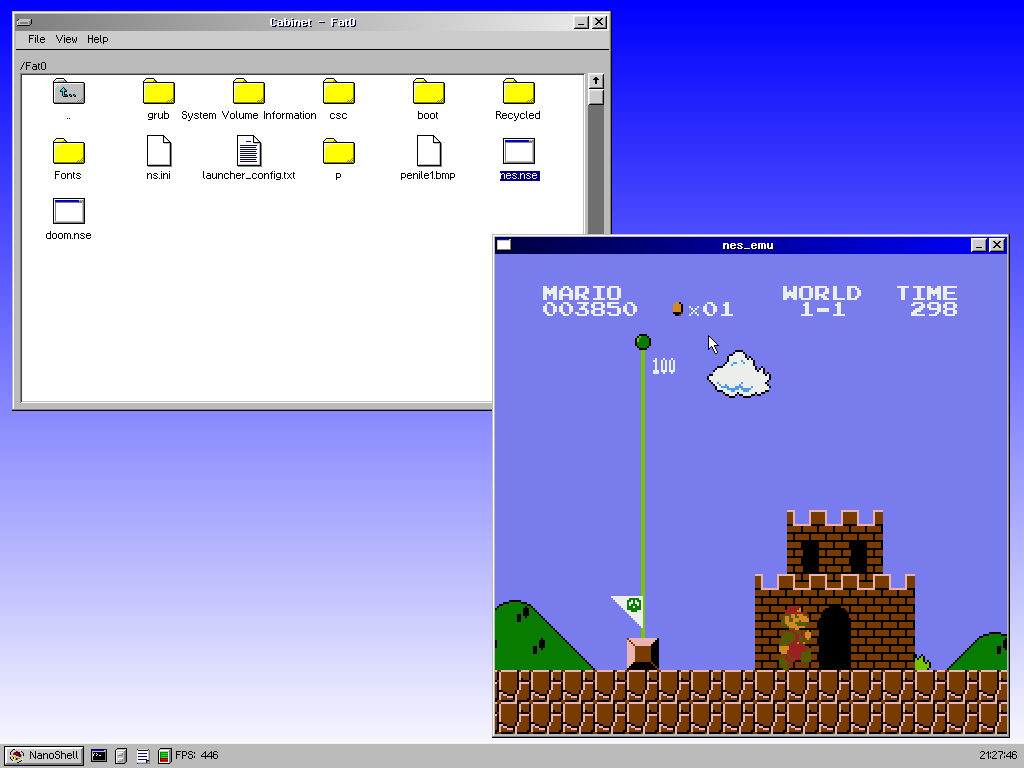 Cabinet - Fat0
File View Help
/Fat0
..
grub
System Volume Information
csc
boot
Recycled
Fonts
ns.ini
launcher_config.txt
p
penile1.bmp
nes.nse
doom.nse
nes_emu
MARIO WORLD TIME
003850 x01 1-1 298
100
NanoShell FPS: 446 21:27:46